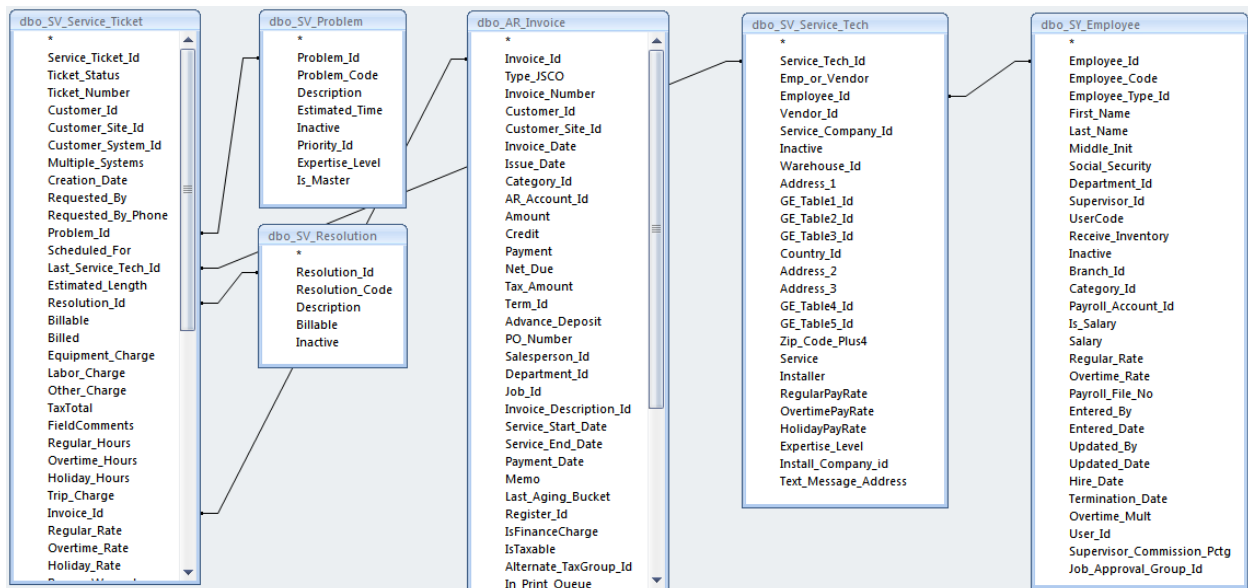 dbo_SV_Service_Ticket
*
Service_Ticket_Id
Ticket_Status
Ticket_Number
Customer_Id
Customer_Site_Id
Customer_System_Id
Multiple_Systems
Creation_Date
Requested_By
Requested_By_Phone
Problem_Id
Scheduled_For
Last_Service_Tech_Id
Estimated_Length
Resolution_Id
Billable
Billed
Equipment_Charge
Labor_Charge
Other_Charge
TaxTotal
FieldComments
Regular_Hours
Overtime_Hours
Holiday_Hours
Trip_Charge
Invoice_Id
Regular_Rate
Overtime_Rate
Holiday_Rate
dbo_SV_Problem
*
Problem_Id
Problem_Code
Description
Estimated_Time
Inactive
Priority_Id
Expertise_Level
Is_Master
dbo_SV_Resolution
*
Resolution_Id
Resolution_Code
Description
Billable
Inactive
dbo_AR_Invoice
*
Invoice_Id
Type_JSCO
Invoice_Number
Customer_Id
Customer_Site_Id
Invoice_Date
Issue_Date
Category_Id
AR_Account_Id
Amount
Credit
Payment
Net_Due
Tax_Amount
Term_Id
Advance_Deposit
PO_Number
Salesperson_Id
Department_Id
Job_Id
Invoice_Description_Id
Service_Start_Date
Service_End_Date
Payment_Date
Memo
Last_Aging_Bucket
Register_Id
IsFinanceCharge
IsTaxable
Alternate_TaxGroup_Id
In_Print_Queue
dbo_SV_Service_Tech
*
Service_Tech_Id
Emp_or_Vendor
Employee_Id
Vendor_Id
Service_Company_Id
Inactive
Warehouse_Id
Address_1
GE_Table1_Id
GE_Table2_Id
GE_Table3_Id
Country_Id
Address_2
Address_3
GE_Table4_Id
GE_Table5_Id
Zip_Code_Plus4
Service
Installer
RegularPayRate
OvertimePayRate
HolidayPayRate
Expertise_Level
Install_Company_id
Text_Message_Address
dbo_SY_Employee
*
Employee_Id
Employee_Code
Employee_Type_Id
First_Name
Last_Name
Middle_Init
Social_Security
Department_Id
Supervisor_Id
UserCode
Receive_Inventory
Inactive
Branch_Id
Category_Id
Payroll_Account_Id
Is_Salary
Salary
Regular_Rate
Overtime_Rate
Payroll_File_No
Entered_By
Entered_Date
Updated_By
Updated_Date
Hire_Date
Termination_Date
Overtime_Mult
User_Id
Supervisor_Commission_Pctg
Job_Approval_Group_Id